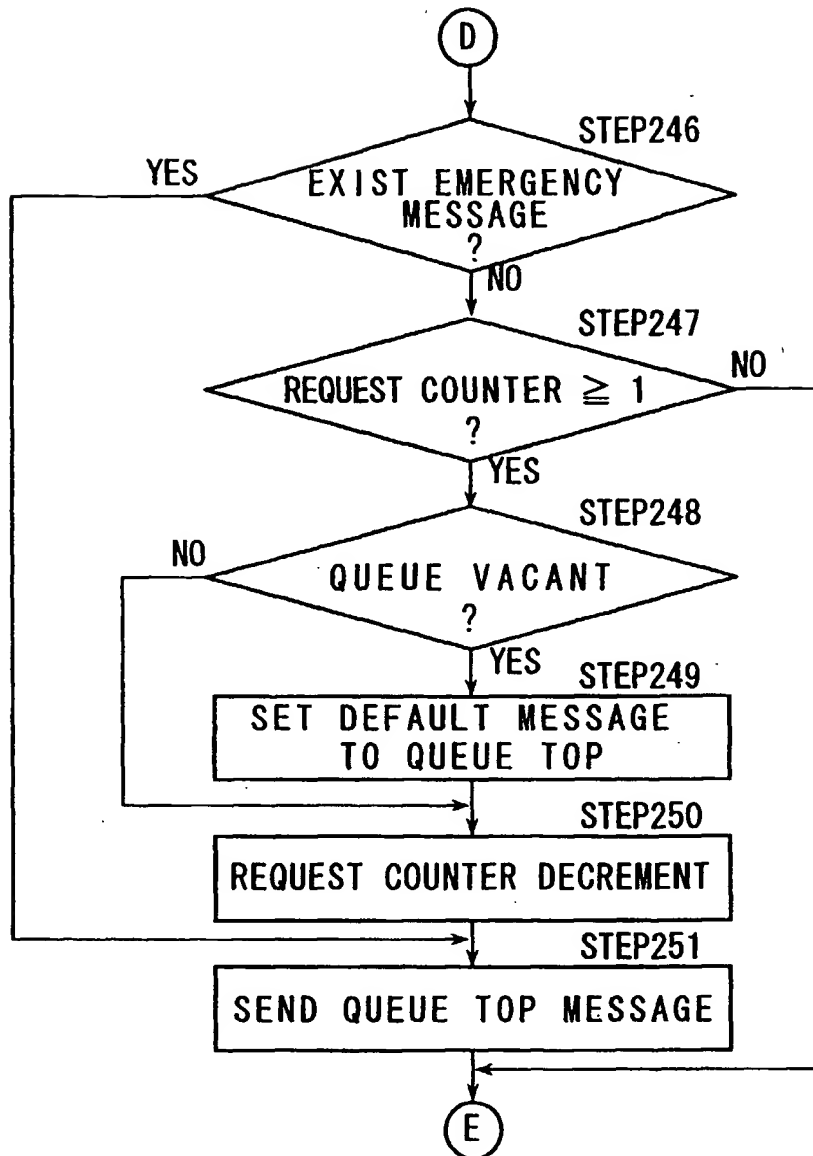 D
STEP246
YES
EXIST EMERGENCY
MESSAGE
?
NO
STEP247
NO
REQUEST COUNTER ≧ 1
?
YES
STEP248
NO
QUEUE VACANT
?
YES
STEP249
SET DEFAULT MESSAGE
TO QUEUE TOP
STEP250
REQUEST COUNTER DECREMENT
STEP251
SEND QUEUE TOP MESSAGE
E